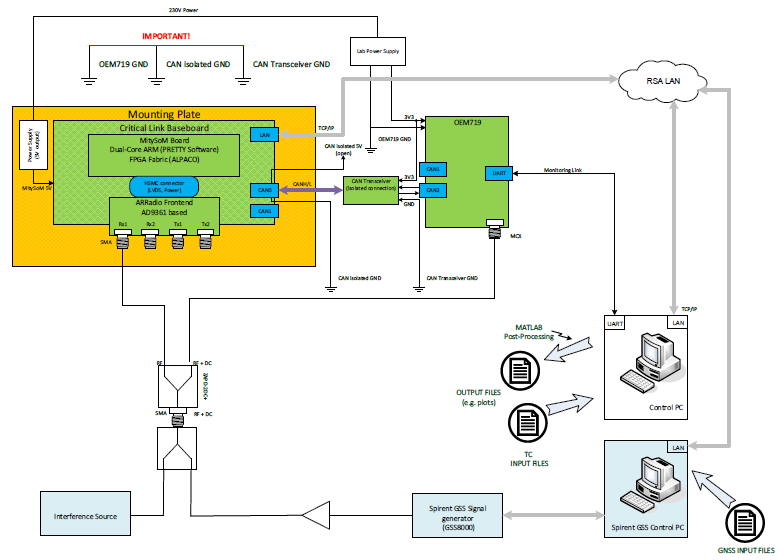 230V Power
IMPORTANT!
OEM719 GND
CAN Isolated GND
CAN Transceiver GND
Lab Power Supply
RSA LAN
Mounting Plate
Critical Link Baseboard
MitySoM Board
Dual-Core ARM (PRETTY Software)
FPGA Fabric (ALPACO)
Power Supply
(5V output)
MitySoM 5V
HSMC connector
(LVDS, Power)
ARRadio Frontend
AD9361 based
Rx1
Rx2
Tx1
Tx2
SMA
LAN
CAN0
CAN1
TCP/IP
CAN Isolated 5V
(open)
CANH/L
CAN Transceiver
(Isolated connection)
3V3
OEM719 GND
3V3
GND
OEM719
CAN1
CAN2
UART
MCX
Monitoring Link
CAN Isolated GND
CAN Transceiver GND
TCP/IP
UART
LAN
Control PC
MATLAB
Post-Processing
OUTPUT FILES
(e.g. plots)
TC
INPUT FILES
RF
RF + DC
SMA
RF + DC
Interference Source
Spirent GSS Signal
generator
(GSS8000)
LAN
Spirent GSS Control PC
GNSS INPUT FILES